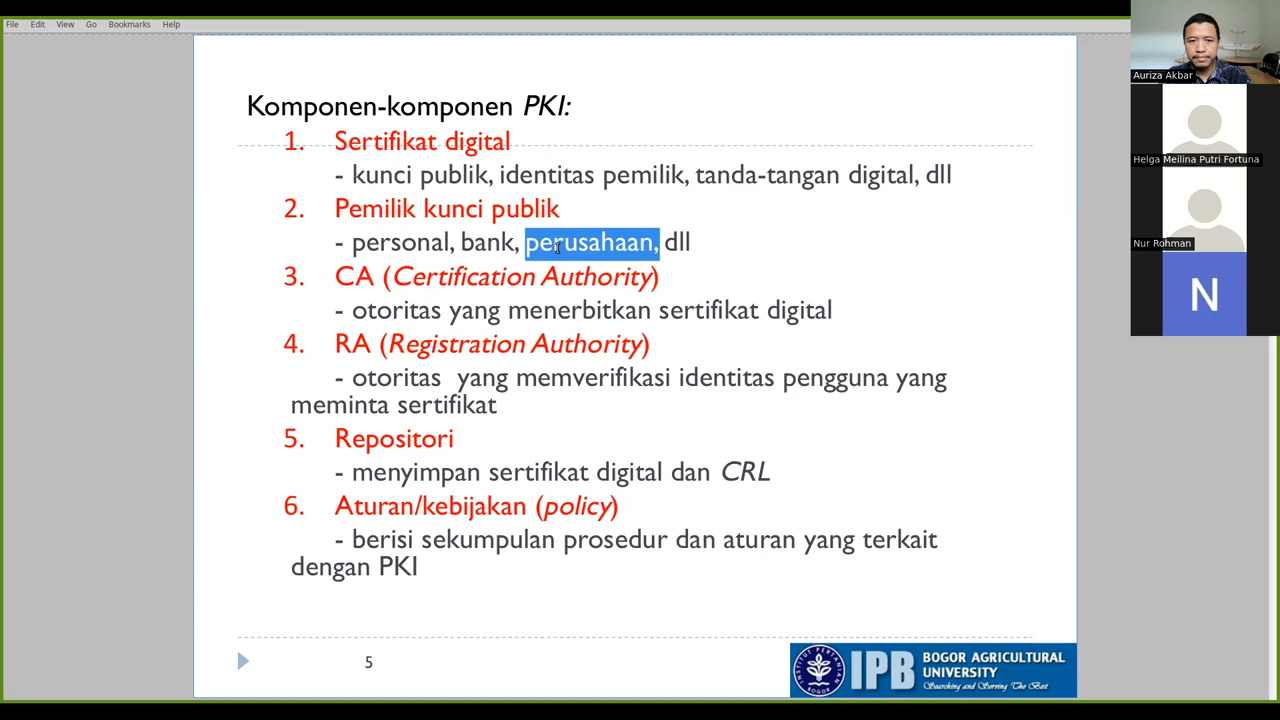 File Edit View Go Bookmarks Help
Komponen-komponen PKI:
1. Sertifikat digital
- kunci publik, identitas pemilik, tanda-tangan digital, dll
2. Pemilik kunci publik
- personal, bank, perusahaan, dll
3. CA (Certification Authority)
- otoritas yang menerbitkan sertifikat digital
4. RA (Registration Authority)
- otoritas yang memverifikasi identitas pengguna yang
meminta sertifikat
5. Repositori
- menyimpan sertifikat digital dan CRL
6. Aturan/kebijakan (policy)
- berisi sekumpulan prosedur dan aturan yang terkait
dengan PKI
5
INSTITUT PERTANIAN
BOGOR
IPB
BOGOR AGRICULTURAL
UNIVERSITY
Searching and Serving The Best
Auriza Akbar
Helga Meilina Putri Fortuna
Nur Rohman
N